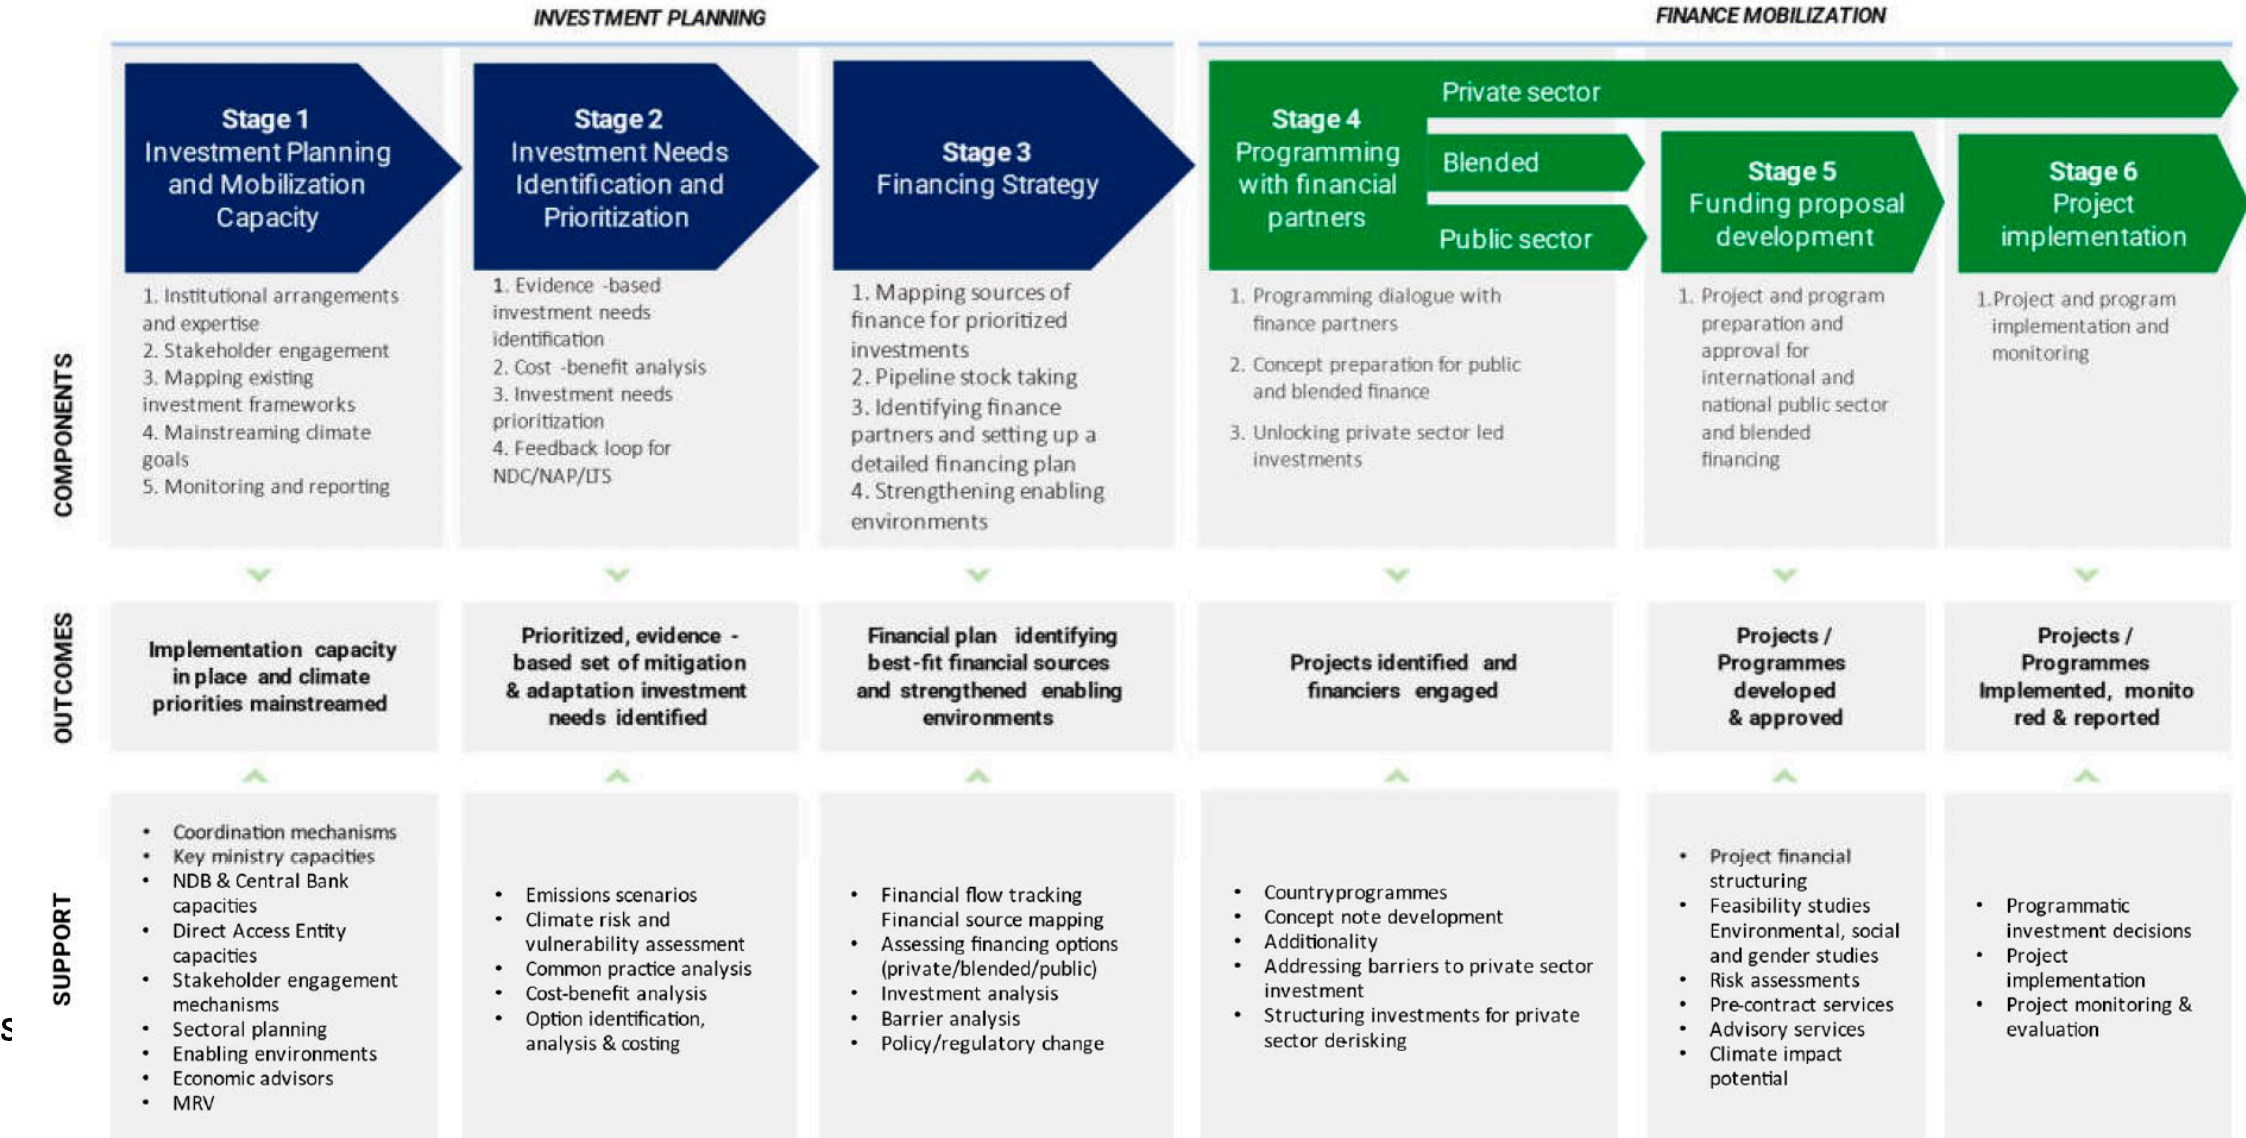 INVESTMENT PLANNING
FINANCE MOBILIZATION
Stage 1
Investment Planning
and Mobilization
Capacity
Stage 2
Investment Needs
Identification and
Prioritization
Stage 3
Financing Strategy
Stage 4
Programming
with financial
partners
Private sector
Blended
Public sector
Stage 5
Funding proposal
development
Stage 6
Project
implementation
COMPONENTS
1. Institutional arrangements
and expertise
2. Stakeholder engagement
3. Mapping existing
investment frameworks
4. Mainstreaming climate
goals
5. Monitoring and reporting
1. Evidence -based
investment needs
identification
2. Cost -benefit analysis
3. Investment needs
prioritization
4. Feedback loop for
NDC/NAP/LTS
1. Mapping sources of
finance for prioritized
investments
2. Pipeline stock taking
3. Identifying finance
partners and setting up a
detailed financing plan
4. Strengthening enabling
environments
1. Programming dialogue with
finance partners
2. Concept preparation for public
and blended finance
3. Unlocking private sector led
investments
1. Project and program
preparation and
approval for
international and
national public sector
and blended
financing
1.Project and program
implementation and
monitoring
OUTCOMES
Implementation capacity
in place and climate
priorities mainstreamed
Prioritized, evidence -
based set of mitigation
& adaptation investment
needs identified
Financial plan identifying
best-fit financial sources
and strengthened enabling
environments
Projects identified and
financiers engaged
Projects /
Programmes
developed
& approved
Projects /
Programmes
Implemented, monito
red & reported
SUPPORT
• Coordination mechanisms
• Key ministry capacities
• NDB & Central Bank
capacities
• Direct Access Entity
capacities
• Stakeholder engagement
mechanisms
• Sectoral planning
• Enabling environments
• Economic advisors
• MRV
• Emissions scenarios
• Climate risk and
vulnerability assessment
• Common practice analysis
• Cost-benefit analysis
• Option identification,
analysis & costing
• Financial flow tracking
Financial source mapping
• Assessing financing options
(private/blended/public)
• Investment analysis
• Barrier analysis
• Policy/regulatory change
• Countryprogrammes
• Concept note development
• Additionality
• Addressing barriers to private sector
investment
• Structuring investments for private
sector derisking
• Project financial
structuring
• Feasibility studies
Environmental, social
and gender studies
• Risk assessments
• Pre-contract services
• Advisory services
• Climate impact
potential
• Programmatic
investment decisions
• Project
implementation
• Project monitoring &
evaluation